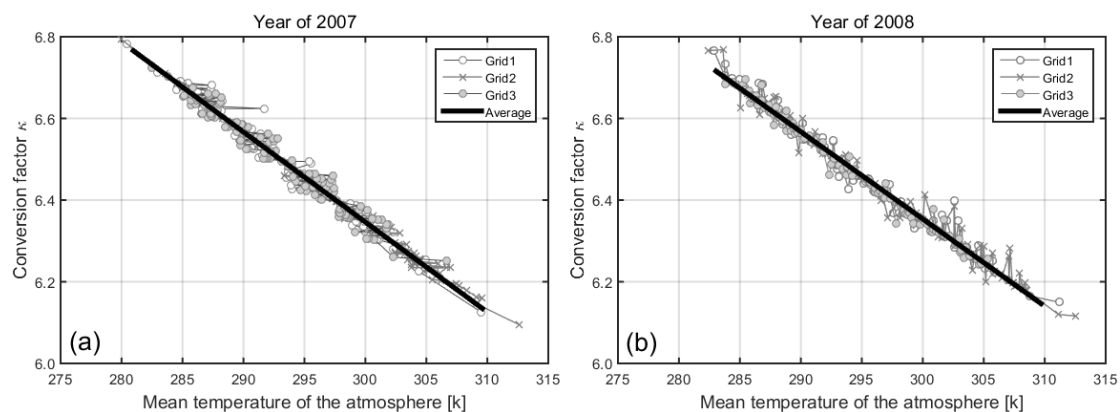 Year of 2007
6.8
6.6
6.4
6.2
6.0
Conversion factor κ
Grid1
Grid2
Grid3
Average
(a)
275 280 285 290 295 300 305 310 315
Mean temperature of the atmosphere [k]
Year of 2008
6.8
6.6
6.4
6.2
6.0
Conversion factor κ
Grid1
Grid2
Grid3
Average
(b)
275 280 285 290 295 300 305 310 315
Mean temperature of the atmosphere [k]